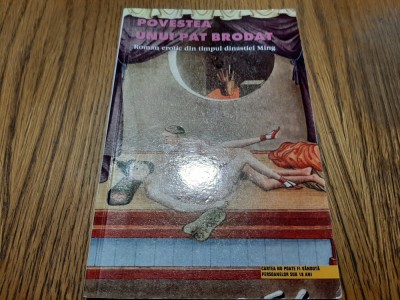 POVESTEA
UNUI PAT BRODAT
Roman erotic din timpul dinastiei Ming
CARTEA NU POATE FI VÂNDUTĂ
PERSOANELOR SUB 18 ANI